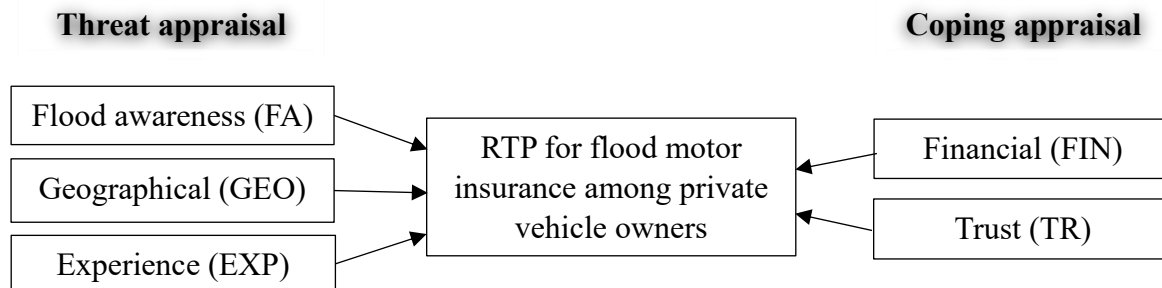 Threat appraisal
Coping appraisal
Flood awareness (FA)
Geographical (GEO)
Experience (EXP)
RTP for flood motor
insurance among private
vehicle owners
Financial (FIN)
Trust (TR)